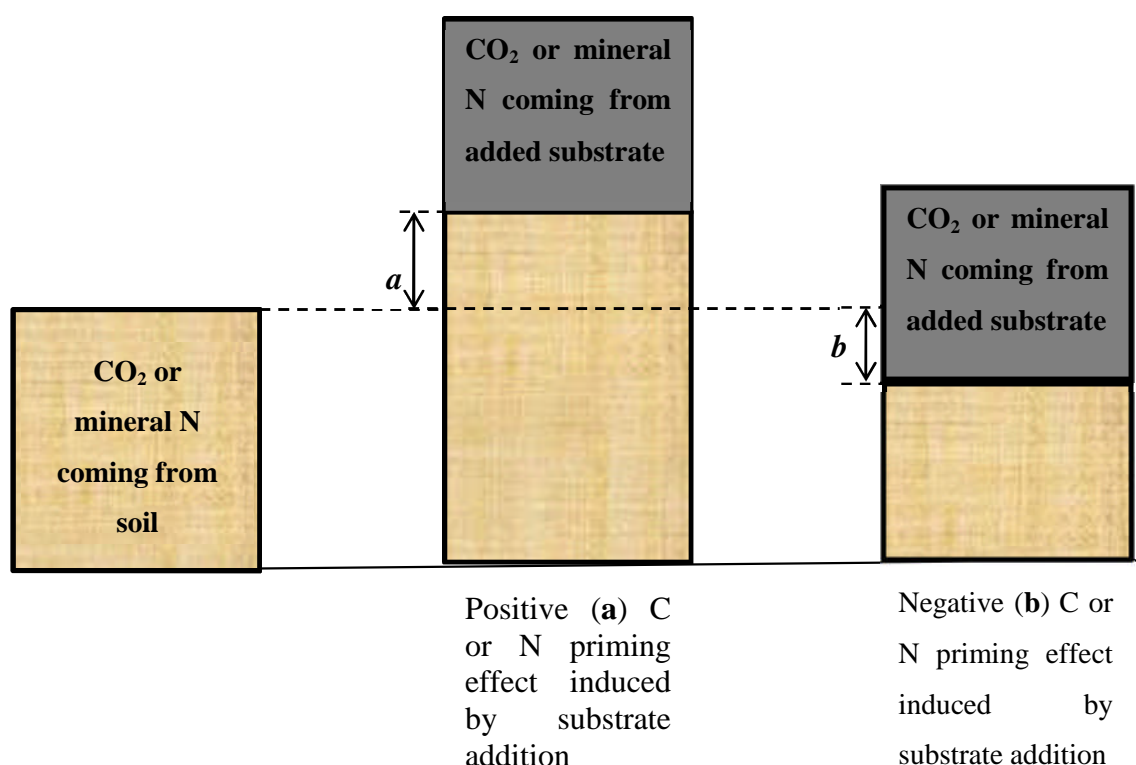 CO₂ or mineral
N coming from
added substrate
a
CO₂ or
mineral N
coming from
soil
CO₂ or mineral
N coming from
added substrate
b
Positive (a) C
or N priming
effect induced
by substrate
addition
Negative (b) C or
N priming effect
induced by
substrate addition